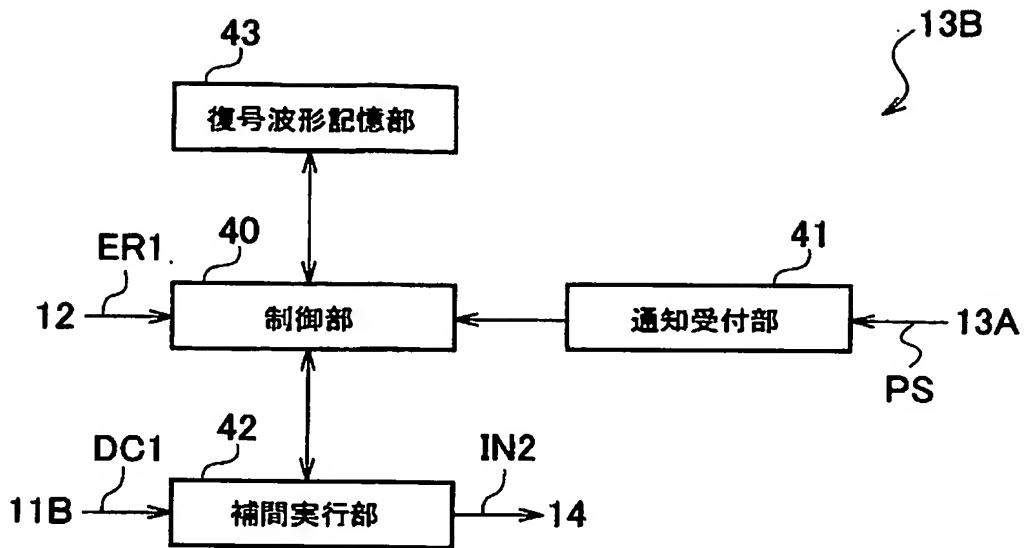 13B
43
復号波形記憶部
ER1
40
41
12
制御部
通知受付部
13A
PS
DC1
42
IN2
11B
補間実行部
14